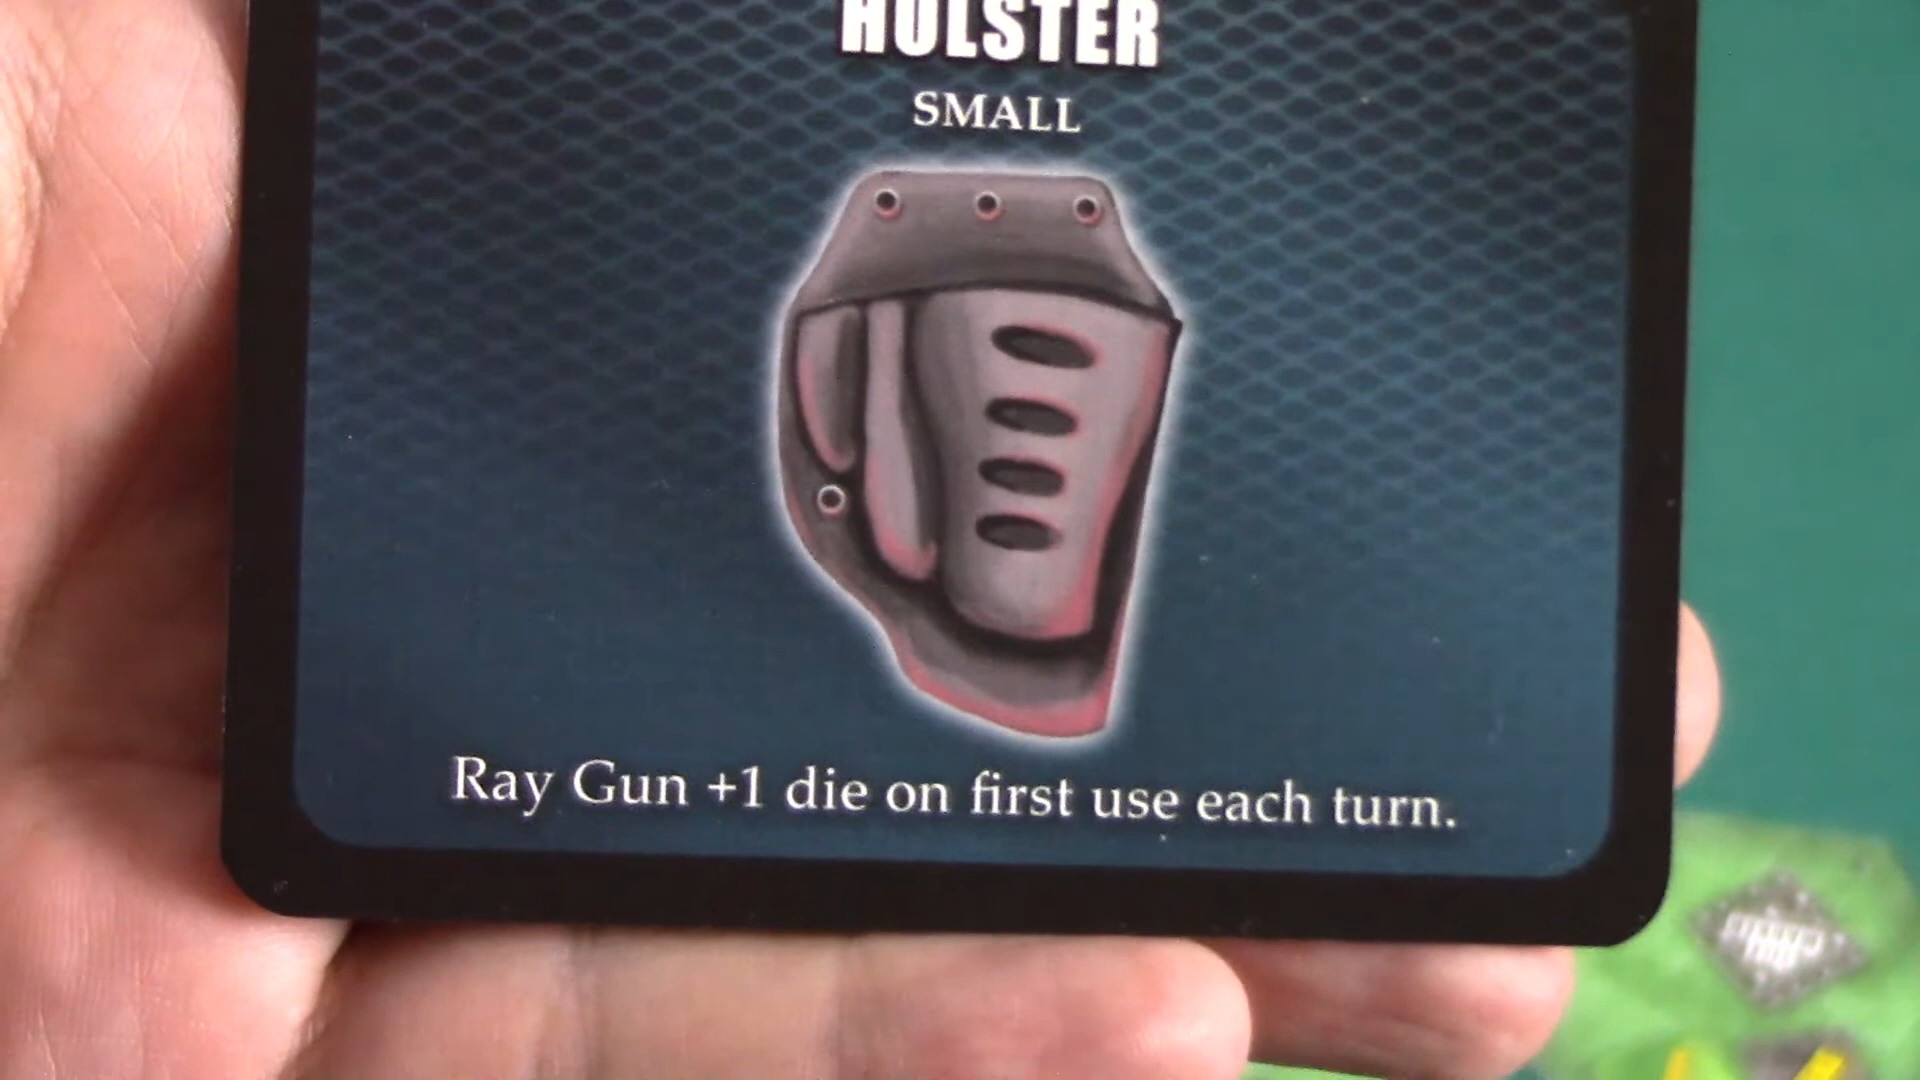 HOLSTER
SMALL
Ray Gun +1 die on first use each turn.